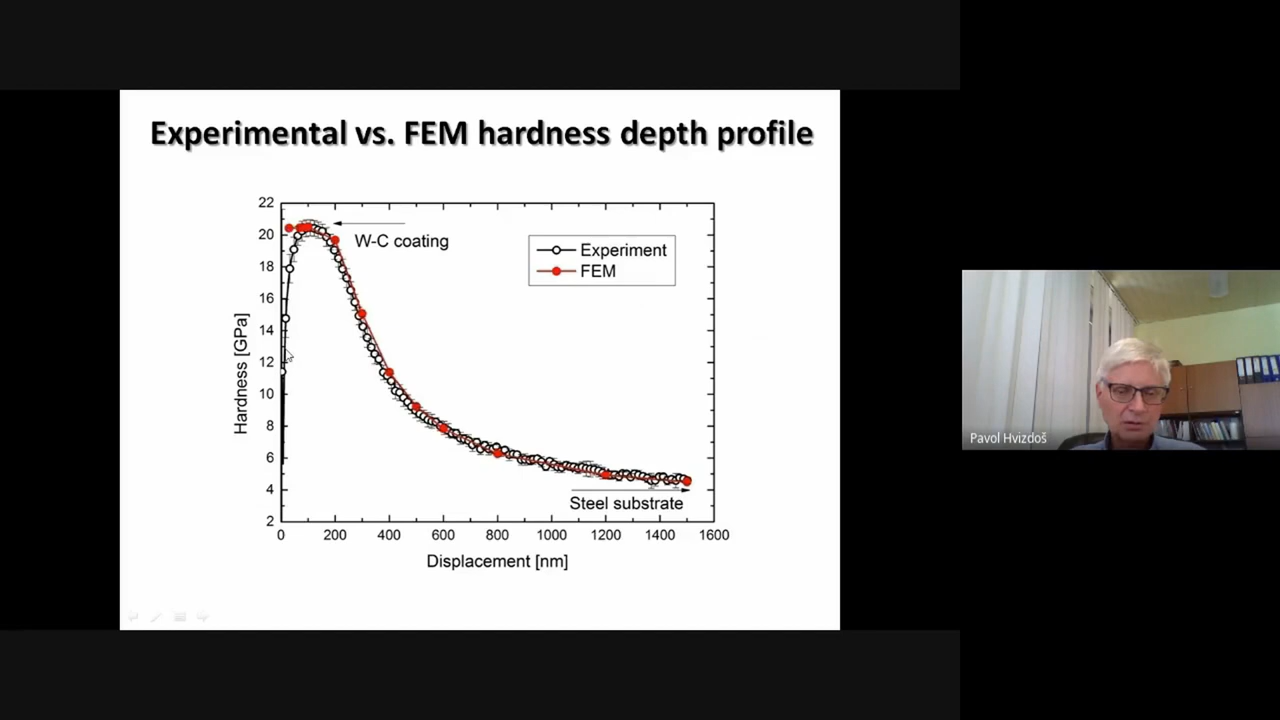 Experimental vs. FEM hardness depth profile
22
20
18
16
14
12
10
8
6
4
2
Hardness [GPa]
W-C coating
Experiment
FEM
Steel substrate
0 200 400 600 800 1000 1200 1400 1600
Displacement [nm]
Pavol Hvizdoš